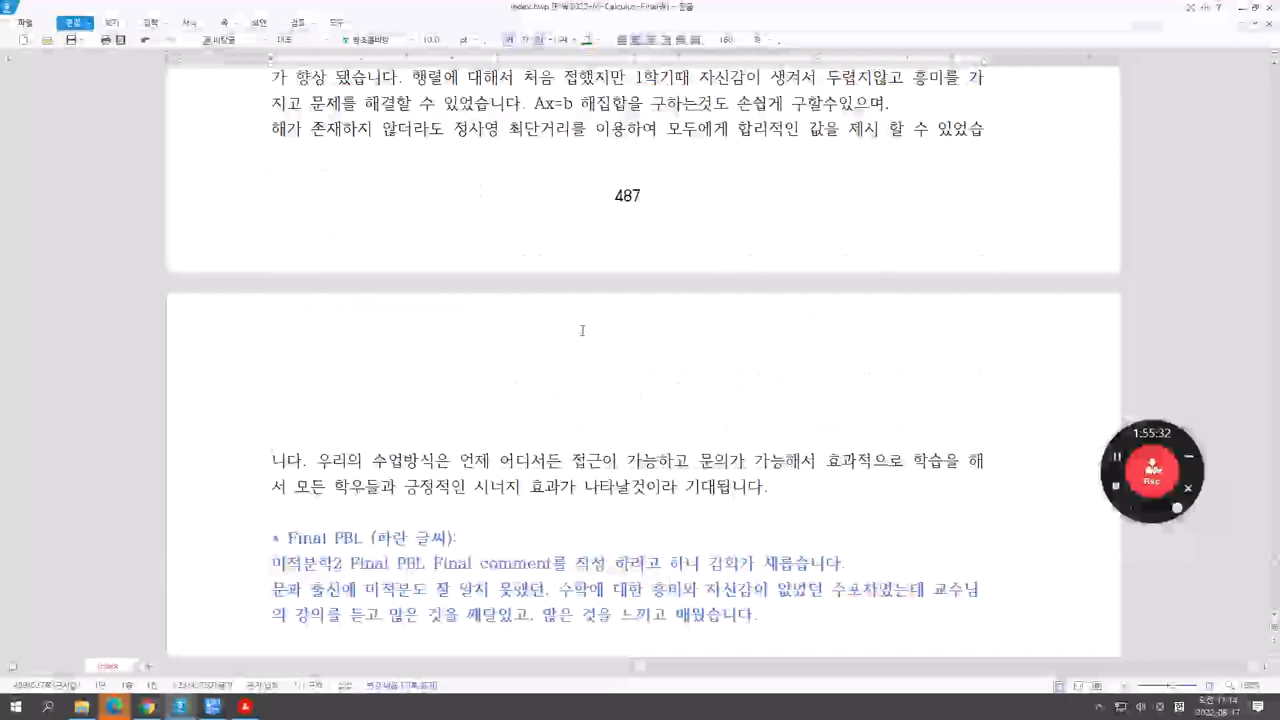 가 향상 됐습니다. 행렬에 대해서 처음 접했지만 1학기때 자신감이 생겨서 두렵지않고 흥미를 가
지고 문제를 해결할 수 있었습니다. Ax=b 해집합을 구하는것도 손쉽게 구할수있으며,
해가 존재하지 않더라도 정사영 최단거리를 이용하여 모두에게 합리적인 값을 제시 할 수 있었습
487
니다. 우리의 수업방식은 언제 어디서든 접근이 가능하고 문의가 가능해서 효과적으로 학습을 해
서 모든 학우들과 긍정적인 시너지 효과가 나타날것이라 기대됩니다.
Final PBL (파란 글씨):
미적분학2 Final PBL Final comment를 작성 하려고 하니 감회가 새롭습니다.
문과 출신에 미적분도 잘 알지 못했던, 수학에 대한 흥미와 자신감이 없었던 수포자였는데 교수님
의 강의를 듣고 많은 것을 깨달았고, 많은 것을 느끼고 배웠습니다.
1:55:32
Rec
2022-08-17